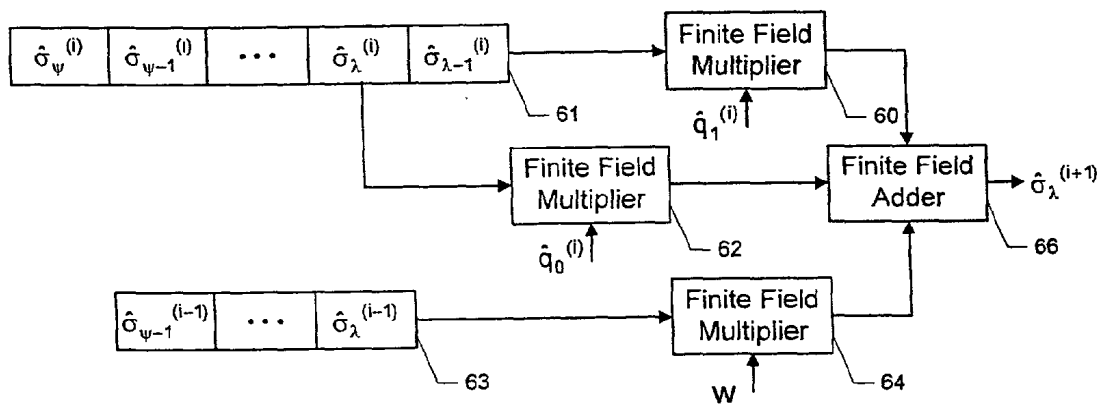 σ̂ψ⁽ⁱ⁾ σ̂ψ−1⁽ⁱ⁾ ··· σ̂λ⁽ⁱ⁾ σ̂λ−1⁽ⁱ⁾
61
Finite Field
Multiplier
q̂1⁽ⁱ⁾
60
Finite Field
Multiplier
q̂0⁽ⁱ⁾
62
Finite Field
Adder
σ̂λ⁽ⁱ⁺¹⁾
66
σ̂ψ−1⁽ⁱ⁻¹⁾ ··· σ̂λ⁽ⁱ⁻¹⁾
63
Finite Field
Multiplier
W
64